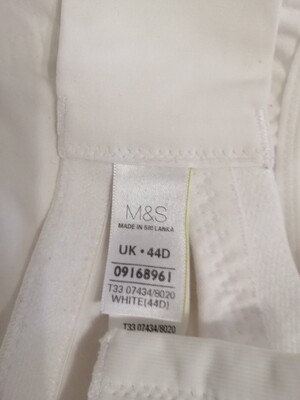 M&S
MADE IN SRI LANKA
UK • 44D
09168961
T33 07434/8020
WHITE(44D)
T33 07434/8020